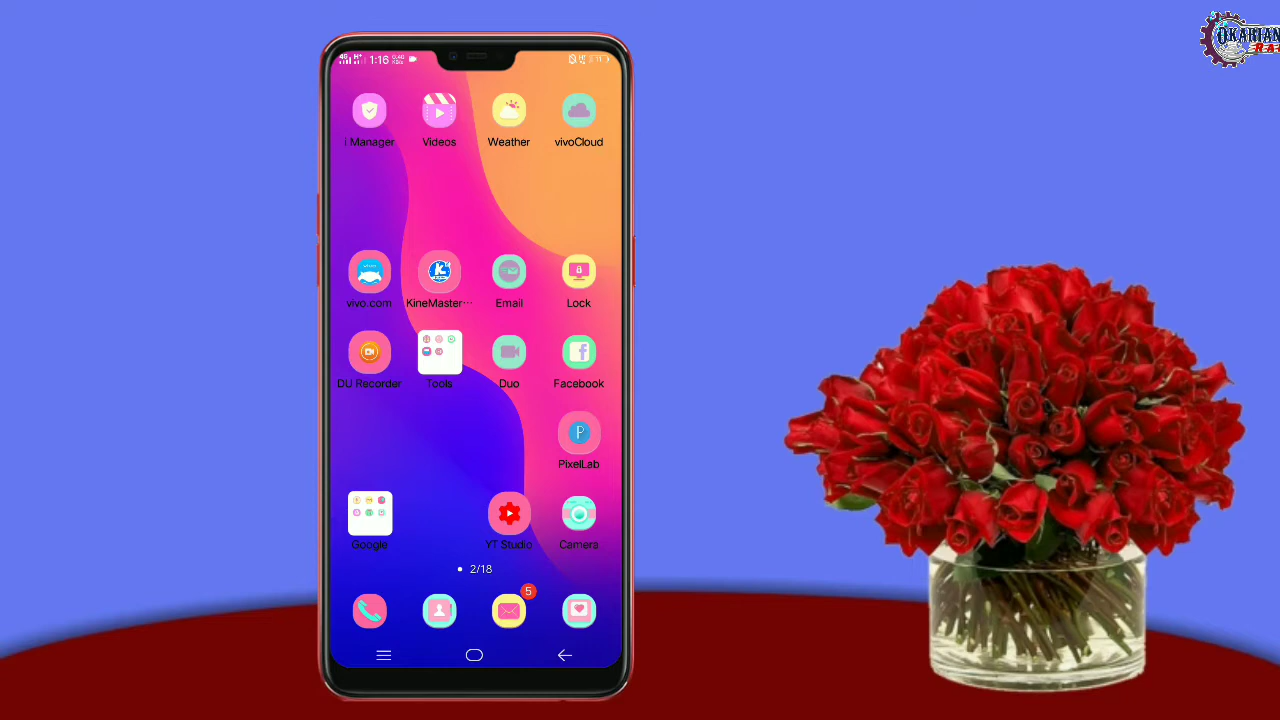 1:16
i Manager Videos Weather vivoCloud
vivo.com KineMaster… Email Lock
DU Recorder Tools Duo Facebook
PixelLab
Google YT Studio Camera
2/18
5